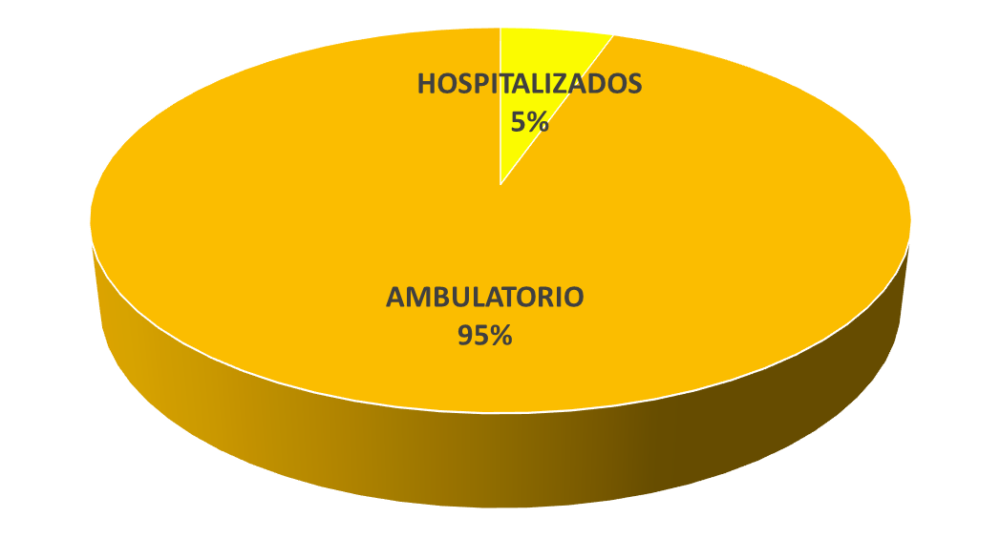 HOSPITALIZADOS
5%
AMBULATORIO
95%